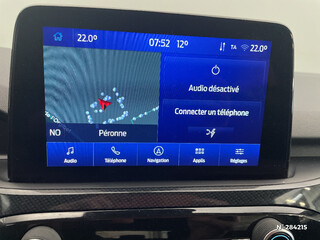 22.0°
07:52
12°
TA
22.0°
Audio désactivé
Connecter un téléphone
NO
Péronne
Audio
Téléphone
Navigation
Applis
Réglages
N°284215